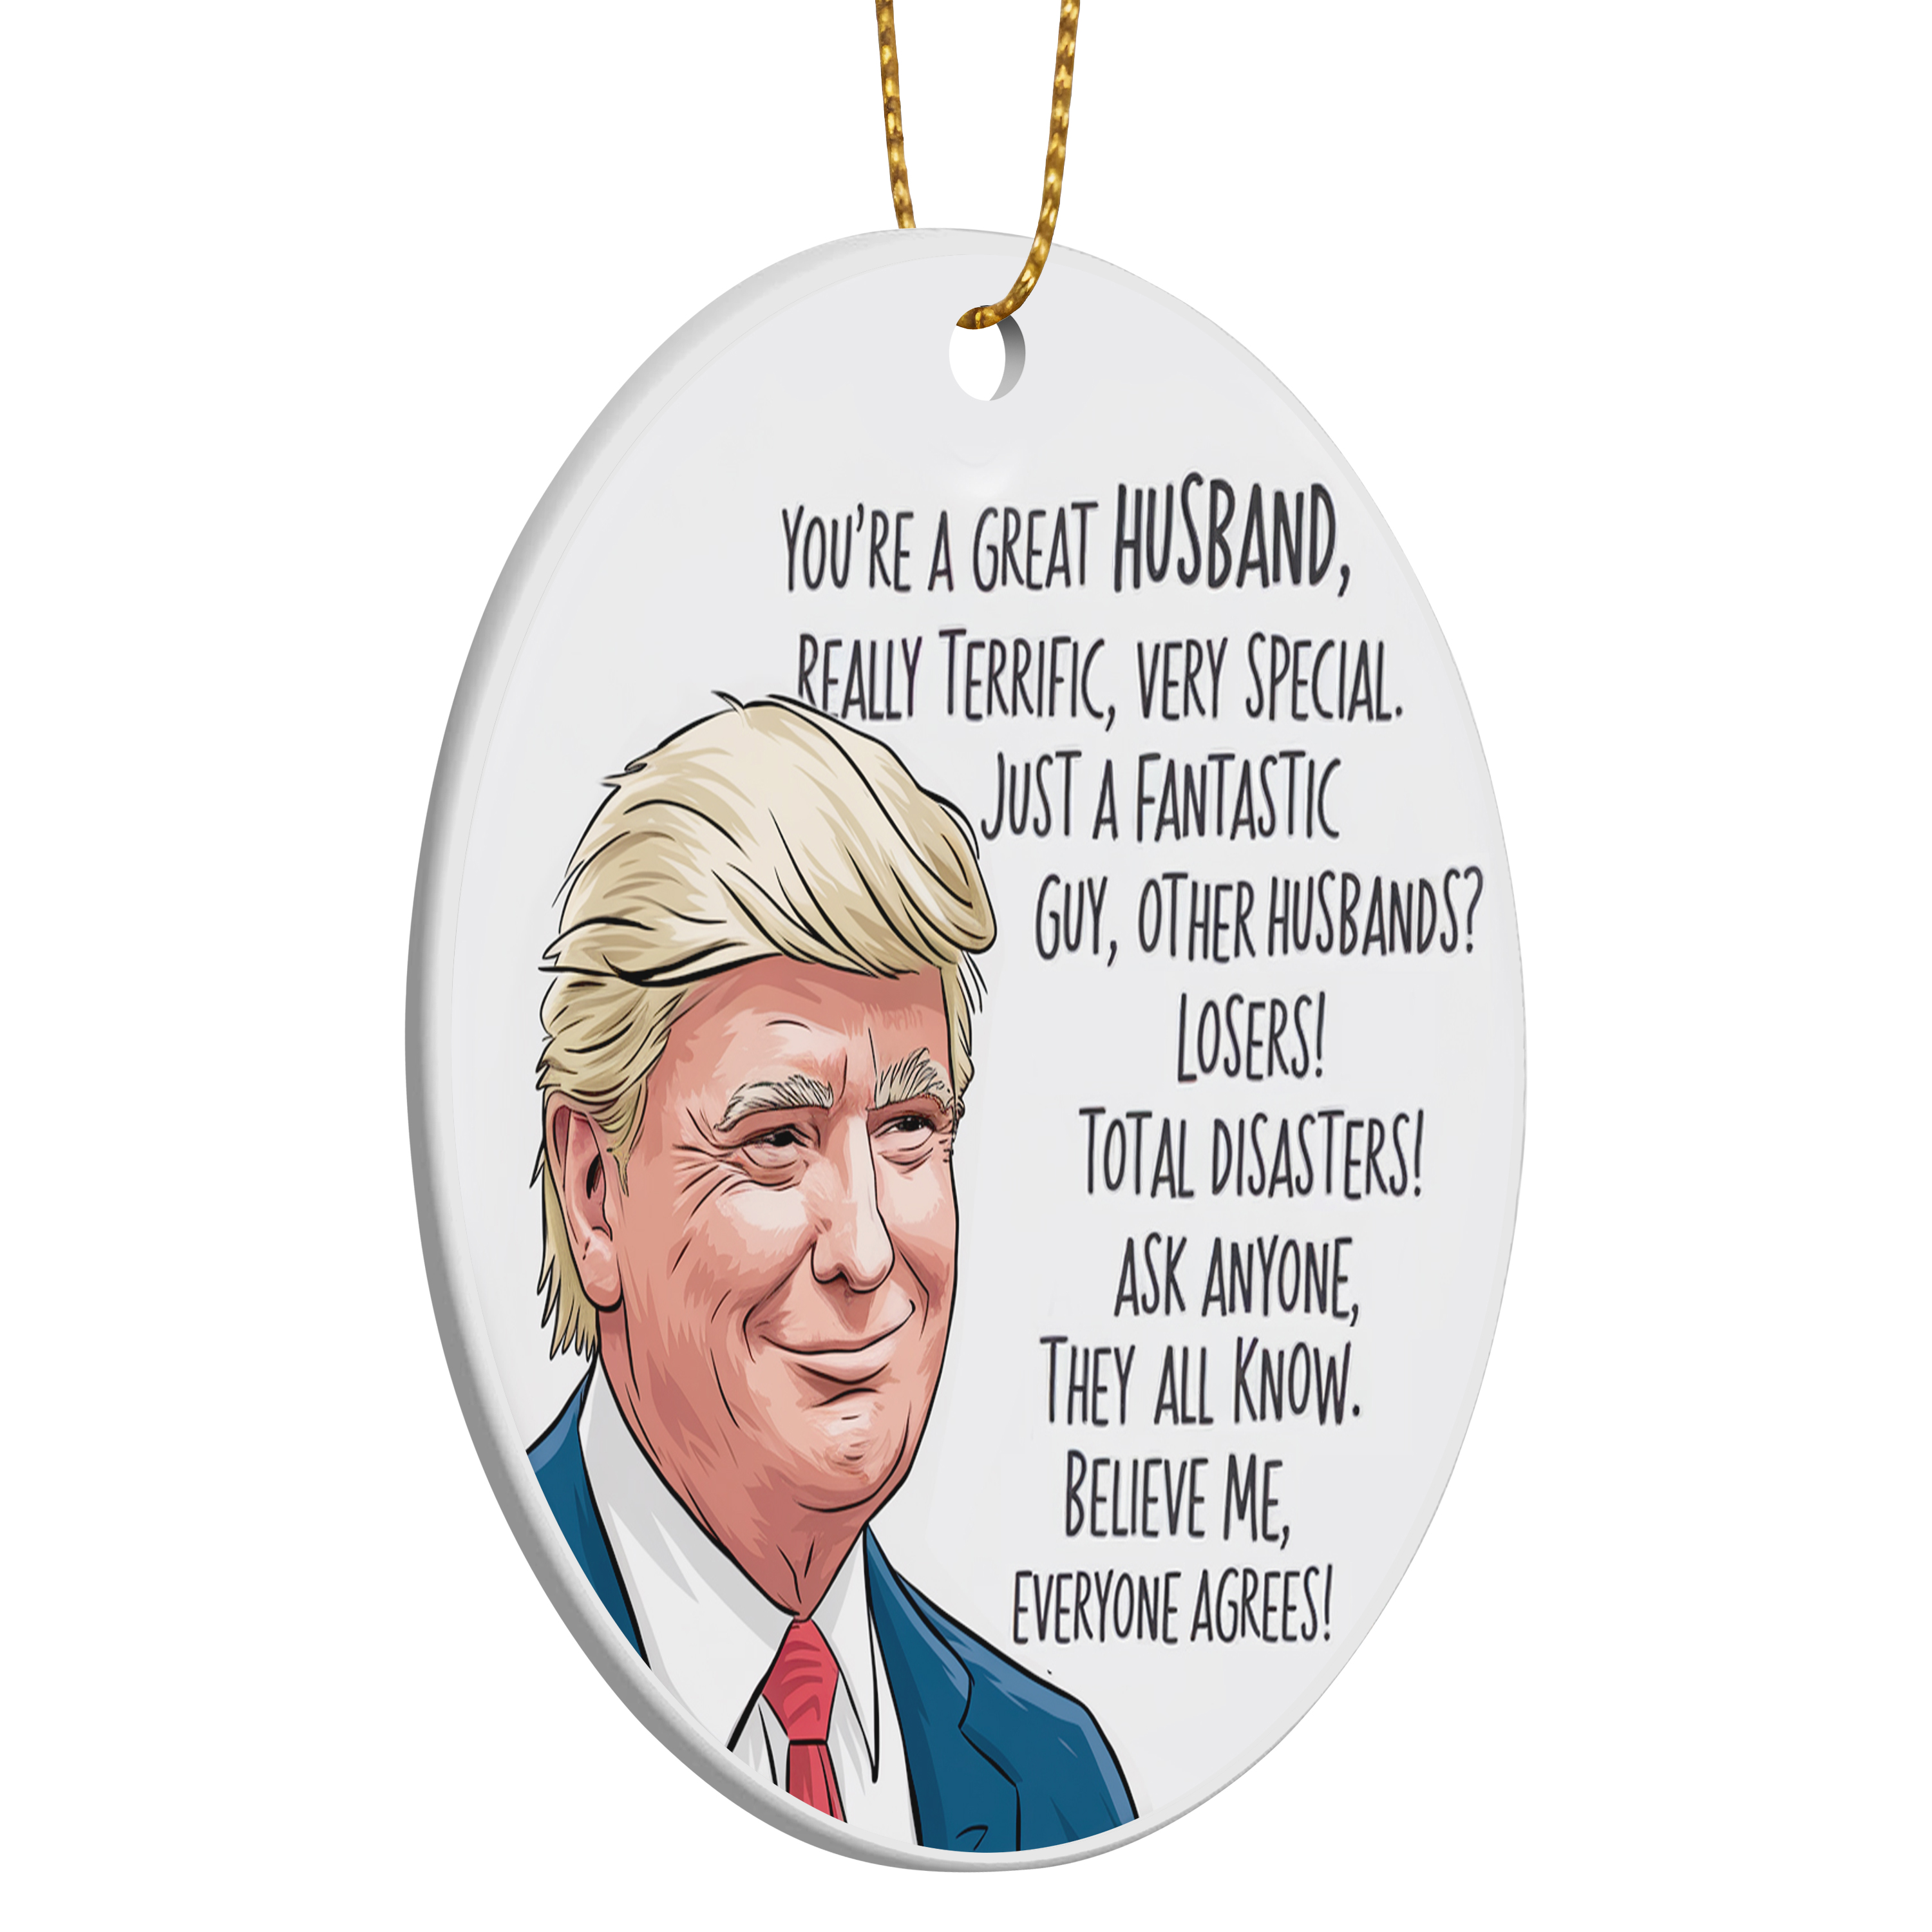 YOU'RE A GREAT HUSBAND,
REALLY TERRIFIC, VERY SPECIAL.
JUST A FANTASTIC
GUY, OTHER HUSBANDS?
LOSERS!
TOTAL DISASTERS!
ASK ANYONE,
THEY ALL KNOW.
BELIEVE ME,
EVERYONE AGREES!